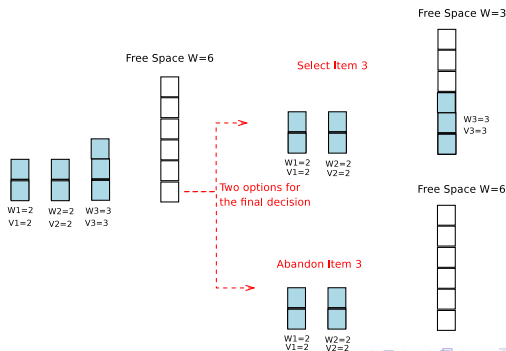 Free Space W=6
W1=2
V1=2
W2=2
V2=2
W3=3
V3=3
Two options for
the final decision
Select Item 3
W1=2
V1=2
W2=2
V2=2
Free Space W=3
W3=3
V3=3
Abandon Item 3
W1=2
V1=2
W2=2
V2=2
Free Space W=6